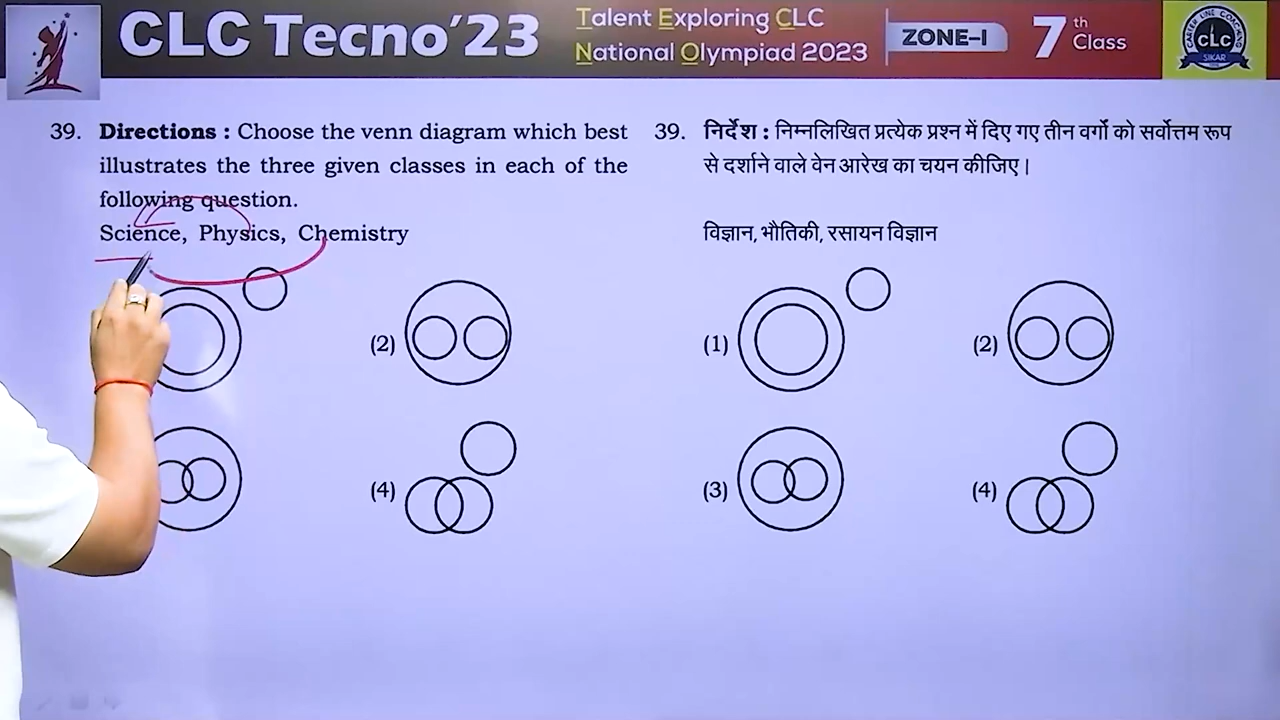 CLC Tecno'23
Talent Exploring CLC
National Olympiad 2023
ZONE–I
7th
Class
CLC
SIKAR
39. Directions : Choose the venn diagram which best
illustrates the three given classes in each of the
following question.
Science, Physics, Chemistry
(2)
(4)
39. निर्देश : निम्नलिखित प्रत्येक प्रश्न में दिए गए तीन वर्गो को सर्वोत्तम रूप
से दर्शाने वाले वेन आरेख का चयन कीजिए।
विज्ञान, भौतिकी, रसायन विज्ञान
(1)
(2)
(3)
(4)